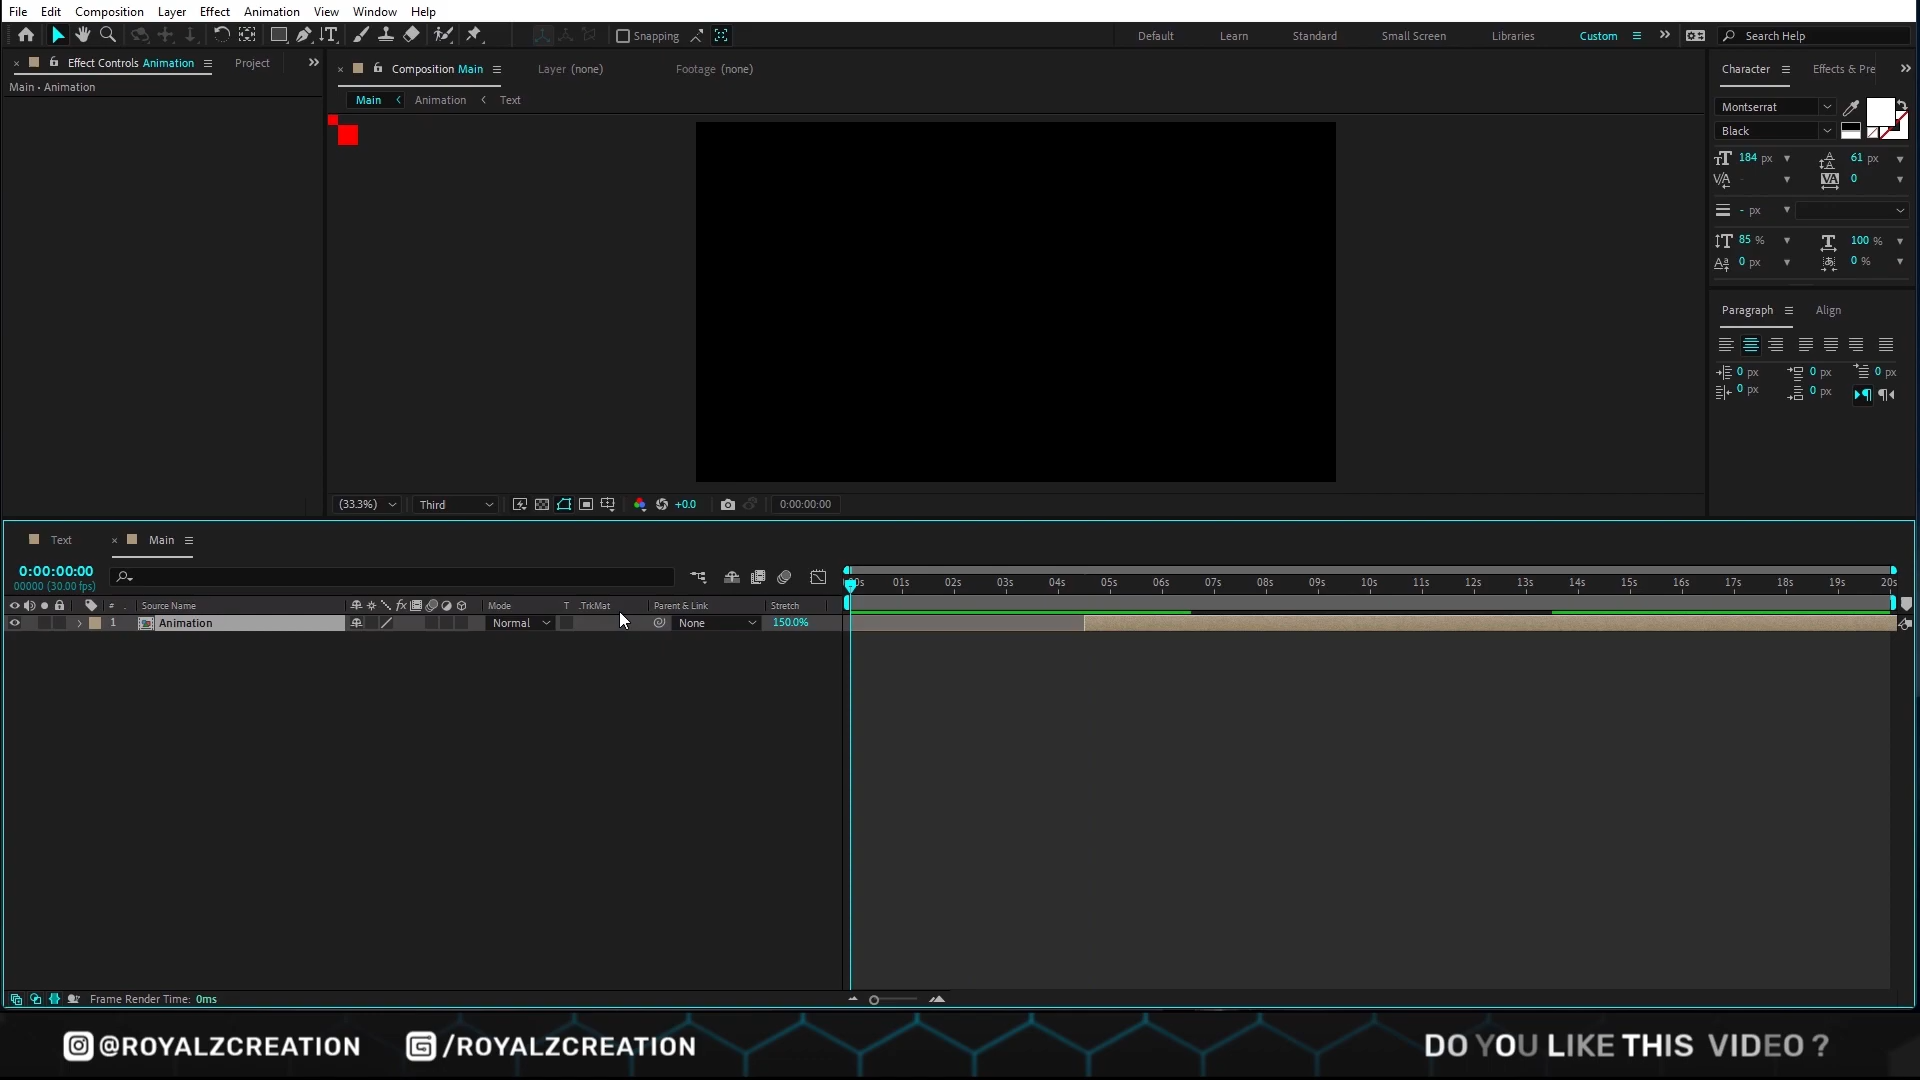 File Edit Composition Layer Effect Animation View Window Help
Snapping Default Learn Standard Small Screen Libraries Custom Search Help
Effect Controls Animation Project
Main • Animation
Composition Main Layer (none) Footage (none)
Main Animation Text
(33.3%) Third +0.0 0:00:00:00
Character Effects & Pre
Montserrat
Black
184 px 61 px
- 0
- px
85 % 100 %
0 px 0 %
Paragraph Align
0 px 0 px 0 px
0 px 0 px
Text Main
0:00:00:00
00000 (30.00 fps)
00s 01s 02s 03s 04s 05s 06s 07s 08s 09s 10s 11s 12s 13s 14s 15s 16s 17s 18s 19s 20s
# . Source Name fx Mode T .TrkMat Parent & Link Stretch
1 Animation Normal None 150.0%
Frame Render Time: 0ms
@ROYALZCREATION /ROYALZCREATION DO YOU LIKE THIS VIDEO ?